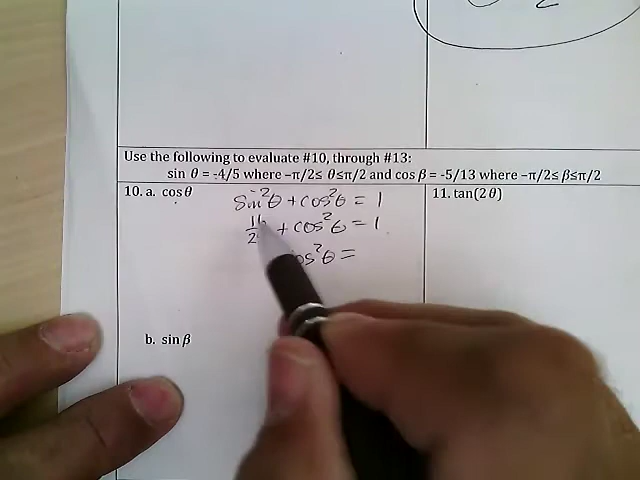 Use the following to evaluate #10, through #13:
sin θ = -4/5 where −π/2≤ θ≤π/2 and cos β = -5/13 where −π/2≤ β≤π/2
10. a. cos θ
sin²θ + cos²θ = 1
+ cos²θ = 1
cos²θ =
b. sin β
11. tan(2θ)